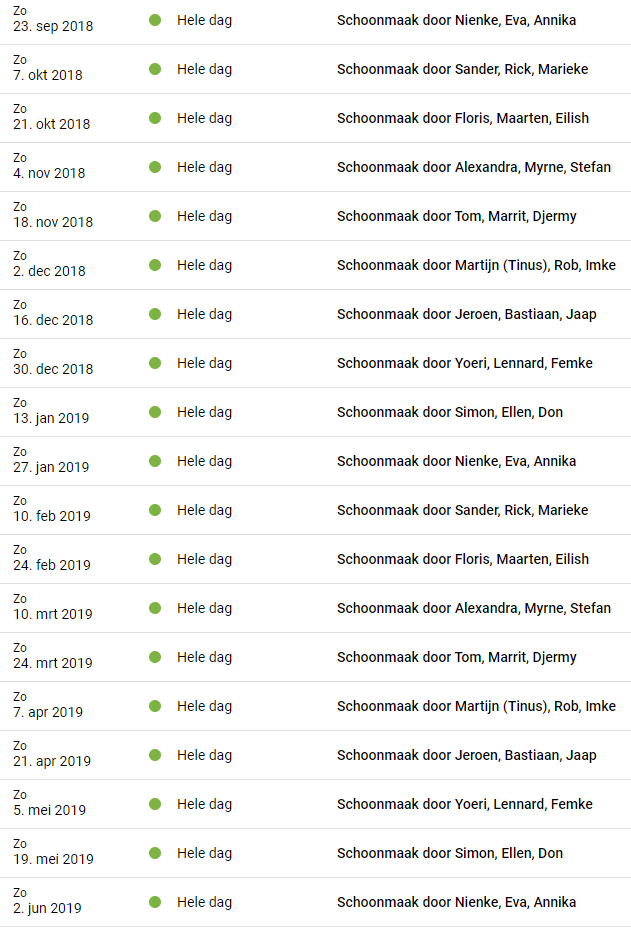 Zo
23. sep 2018 Hele dag Schoonmaak door Nienke, Eva, Annika
Zo
7. okt 2018 Hele dag Schoonmaak door Sander, Rick, Marieke
Zo
21. okt 2018 Hele dag Schoonmaak door Floris, Maarten, Eilish
Zo
4. nov 2018 Hele dag Schoonmaak door Alexandra, Myrne, Stefan
Zo
18. nov 2018 Hele dag Schoonmaak door Tom, Marrit, Djermy
Zo
2. dec 2018 Hele dag Schoonmaak door Martijn (Tinus), Rob, Imke
Zo
16. dec 2018 Hele dag Schoonmaak door Jeroen, Bastiaan, Jaap
Zo
30. dec 2018 Hele dag Schoonmaak door Yoeri, Lennard, Femke
Zo
13. jan 2019 Hele dag Schoonmaak door Simon, Ellen, Don
Zo
27. jan 2019 Hele dag Schoonmaak door Nienke, Eva, Annika
Zo
10. feb 2019 Hele dag Schoonmaak door Sander, Rick, Marieke
Zo
24. feb 2019 Hele dag Schoonmaak door Floris, Maarten, Eilish
Zo
10. mrt 2019 Hele dag Schoonmaak door Alexandra, Myrne, Stefan
Zo
24. mrt 2019 Hele dag Schoonmaak door Tom, Marrit, Djermy
Zo
7. apr 2019 Hele dag Schoonmaak door Martijn (Tinus), Rob, Imke
Zo
21. apr 2019 Hele dag Schoonmaak door Jeroen, Bastiaan, Jaap
Zo
5. mei 2019 Hele dag Schoonmaak door Yoeri, Lennard, Femke
Zo
19. mei 2019 Hele dag Schoonmaak door Simon, Ellen, Don
Zo
2. jun 2019 Hele dag Schoonmaak door Nienke, Eva, Annika